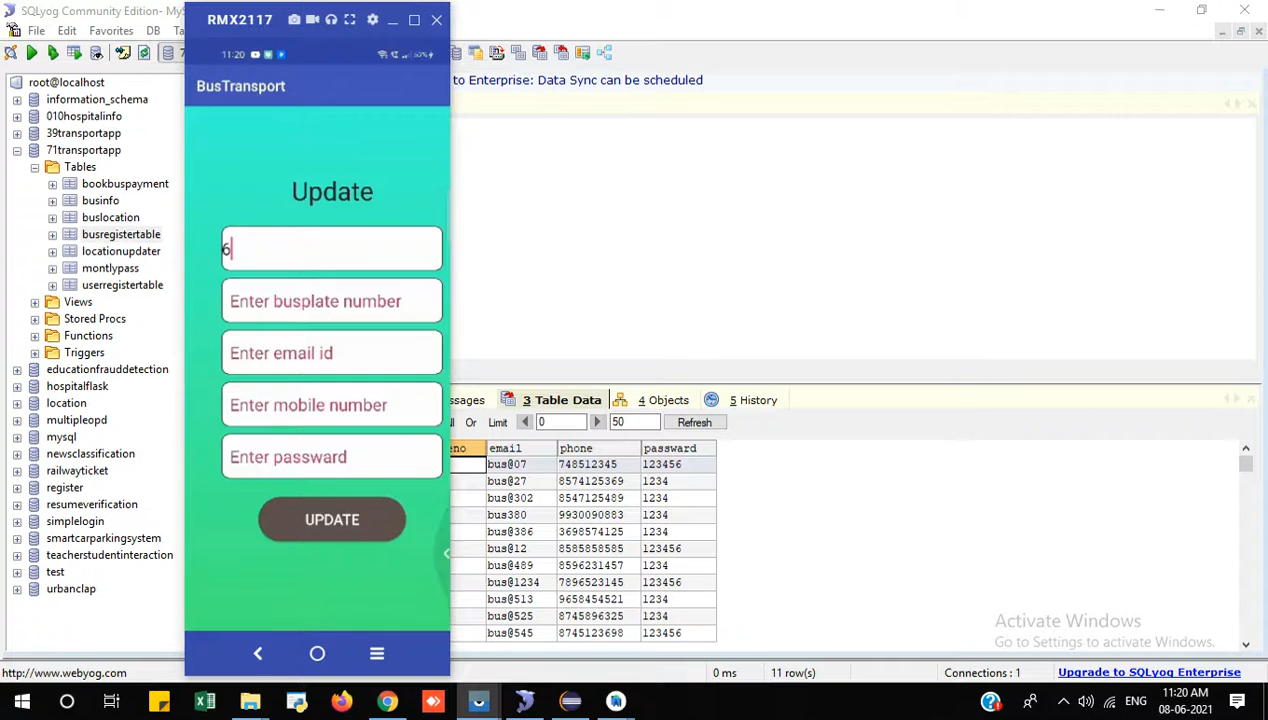 SQLyog Community Edition- MyS
File Edit Favorites DB Ta
RMX2117
11:20
BusTransport
to Enterprise: Data Sync can be scheduled
root@localhost
information_schema
010hospitalinfo
39transportapp
71transportapp
Tables
bookbuspayment
businfo
buslocation
busregistertable
locationupdater
montlypass
userregistertable
Views
Stored Procs
Functions
Triggers
educationfrauddetection
hospitalflask
location
multipleopd
mysql
newsclassification
railwayticket
register
resumeverification
simplelogin
smartcarparkingsystem
teacherstudentinteraction
test
urbanclap
Update
6
Enter busplate number
Enter email id
Enter mobile number
Enter passward
UPDATE
essages 3 Table Data 4 Objects 5 History
Or Limit 0 50 Refresh
eno email phone passward
bus@07 748512345 123456
bus@27 8574125369 1234
bus@302 8547125489 1234
bus380 9930090883 1234
bus@386 3698574125 1234
bus@12 8585858585 123456
bus@489 8596231457 1234
bus@1234 7896523145 123456
bus@513 9658454521 1234
bus@525 8745896325 1234
bus@545 8745123698 123456
Activate Windows
Go to Settings to activate Windows.
http://www.webyog.com 0 ms 11 row(s) Connections: 1 Upgrade to SQLyog Enterprise
ENG
11:20 AM
08-06-2021